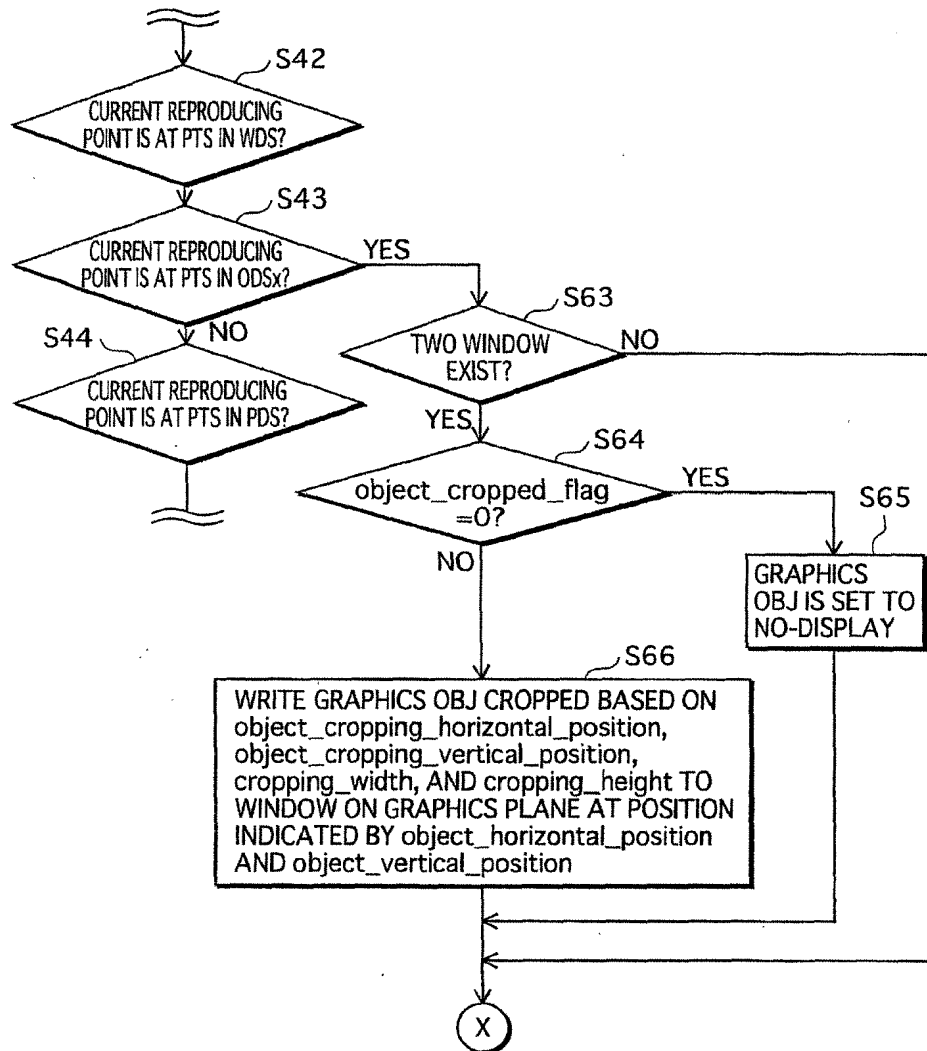 S42
CURRENT REPRODUCING
POINT IS AT PTS IN WDS?
S43
CURRENT REPRODUCING
POINT IS AT PTS IN ODSx?
YES
NO
S44
CURRENT REPRODUCING
POINT IS AT PTS IN PDS?
S63
TWO WINDOW
EXIST?
NO
YES
S64
object_cropped_flag
=0?
YES
NO
S65
GRAPHICS
OBJ IS SET TO
NO-DISPLAY
S66
WRITE GRAPHICS OBJ CROPPED BASED ON
object_cropping_horizontal_position,
object_cropping_vertical_position,
cropping_width, AND cropping_height TO
WINDOW ON GRAPHICS PLANE AT POSITION
INDICATED BY object_horizontal_position
AND object_vertical_position
X